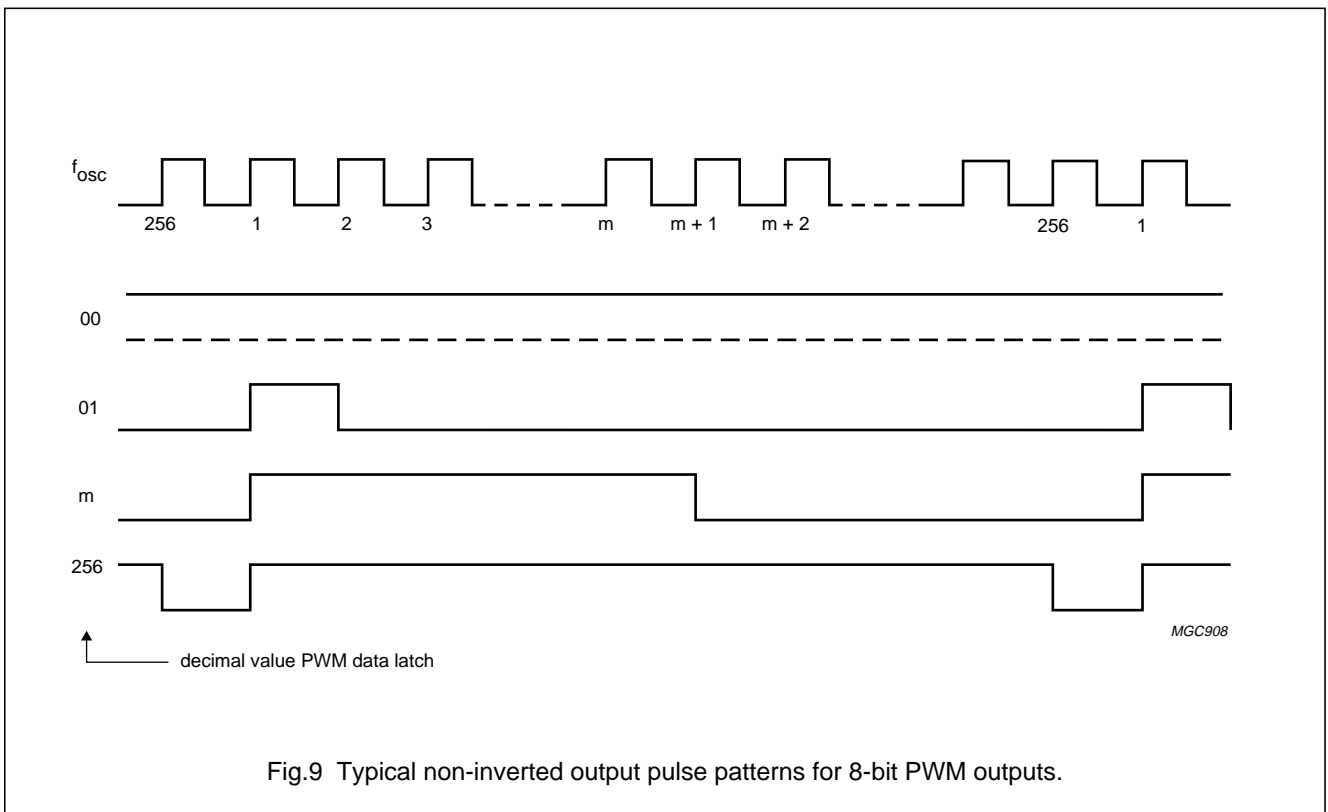 fosc
256 1 2 3 m m + 1 m + 2 256 1
00
01
m
256
MGC908
decimal value PWM data latch
Fig.9 Typical non-inverted output pulse patterns for 8-bit PWM outputs.